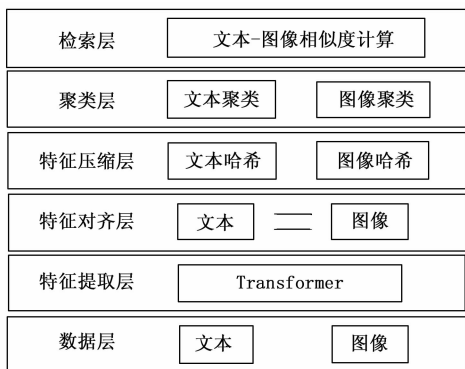 检索层 文本-图像相似度计算
聚类层 文本聚类 图像聚类
特征压缩层 文本哈希 图像哈希
特征对齐层 文本 图像
特征提取层 Transformer
数据层 文本 图像